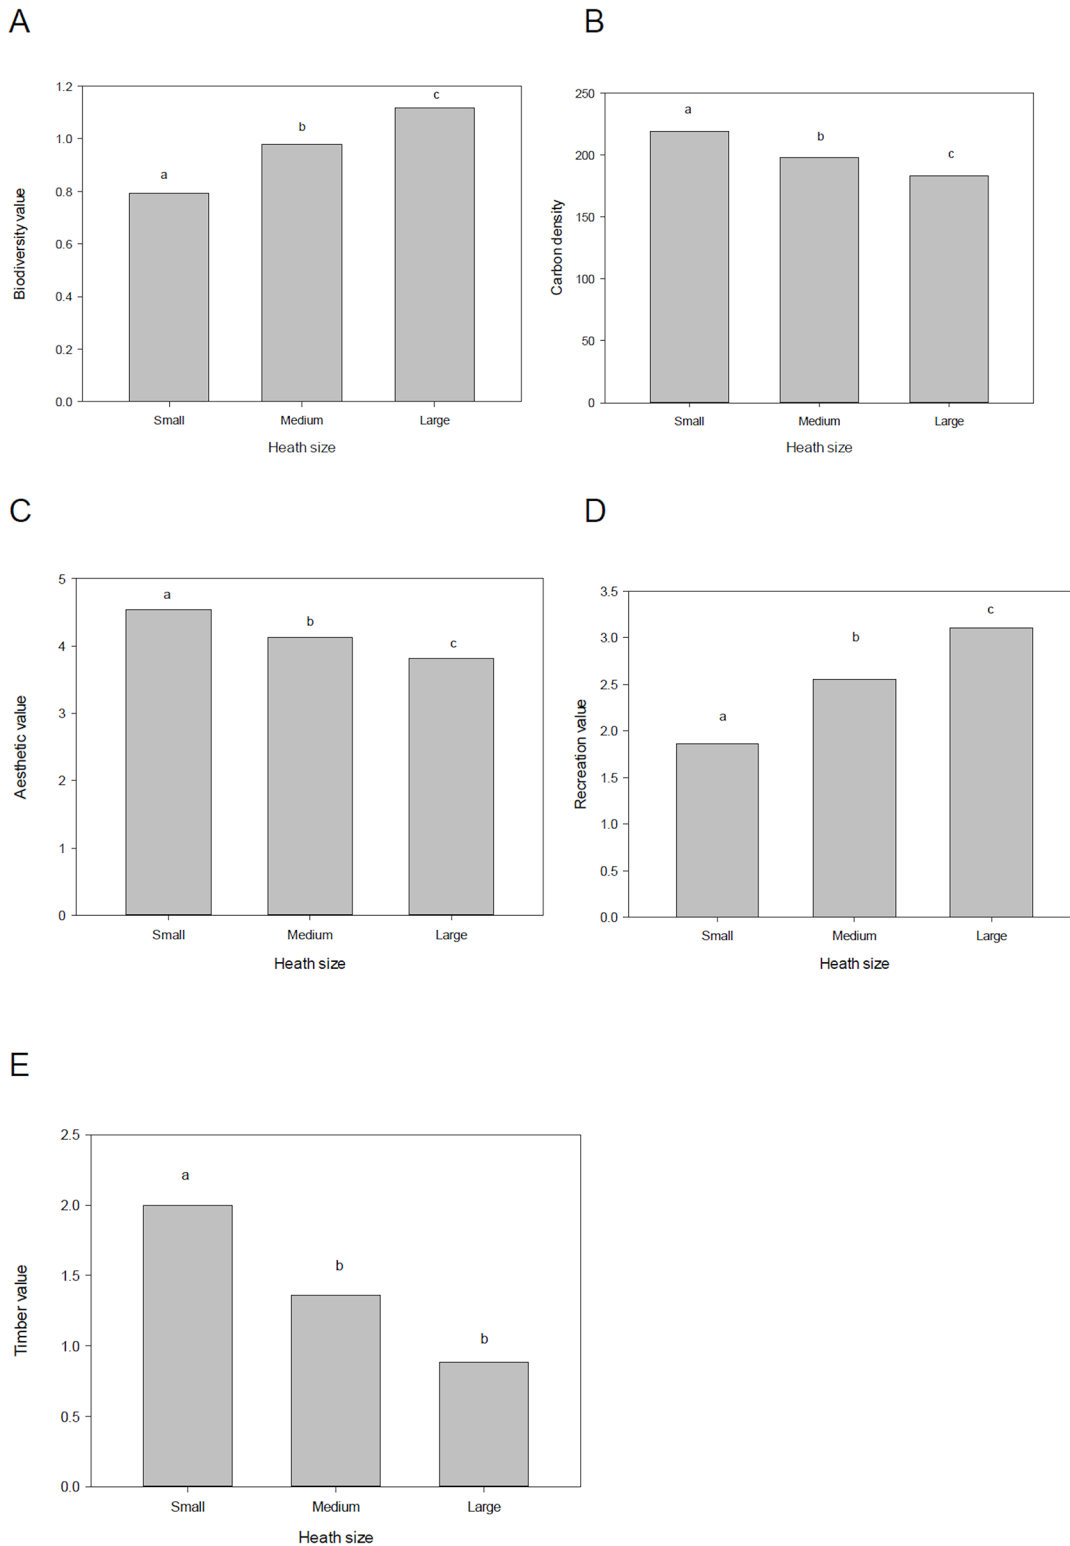 A
B
1.2
1.0
0.8
0.6
0.4
0.2
0.0
Biodiversity value
a
b
c
Small
Medium
Large
Heath size
250
200
150
100
50
0
Carbon density
a
b
c
Small
Medium
Large
Heath size
C
D
5
4
3
2
1
0
Aesthetic value
a
b
c
Small
Medium
Large
Heath size
3.5
3.0
2.5
2.0
1.5
1.0
0.5
0.0
Recreation value
a
b
c
Small
Medium
Large
Heath size
E
2.5
2.0
1.5
1.0
0.5
0.0
Timber value
a
b
b
Small
Medium
Large
Heath size